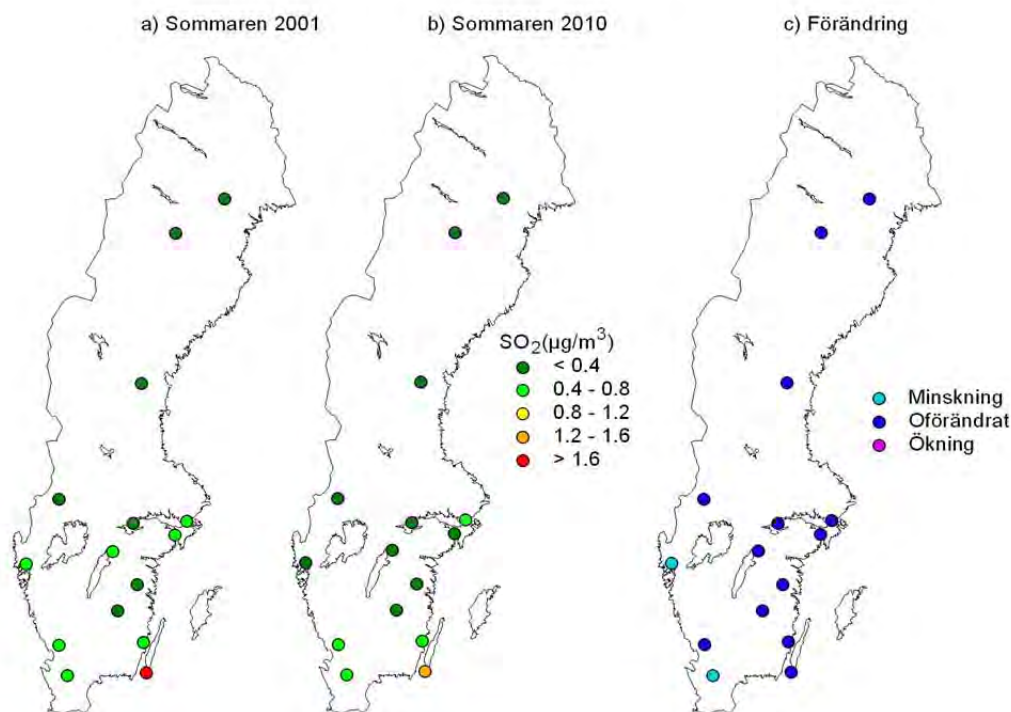 a) Sommaren 2001
b) Sommaren 2010
c) Förändring
SO2(µg/m³)
< 0.4
0.4 - 0.8
0.8 - 1.2
1.2 - 1.6
> 1.6
Minskning
Oförändrat
Ökning